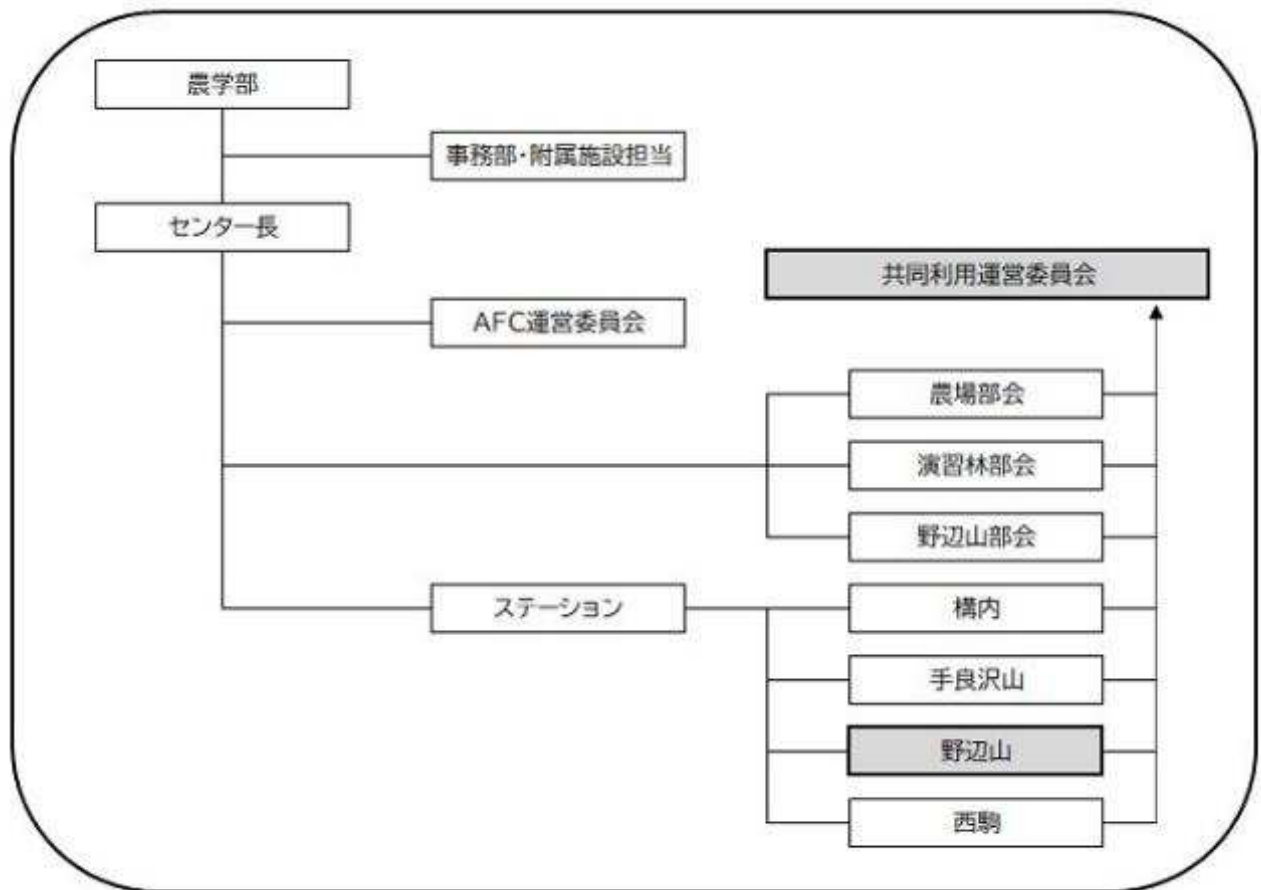 農学部
事務部・附属施設担当
センター長
共同利用運営委員会
AFC運営委員会
農場部会
演習林部会
野辺山部会
ステーション
構内
手良沢山
野辺山
西駒